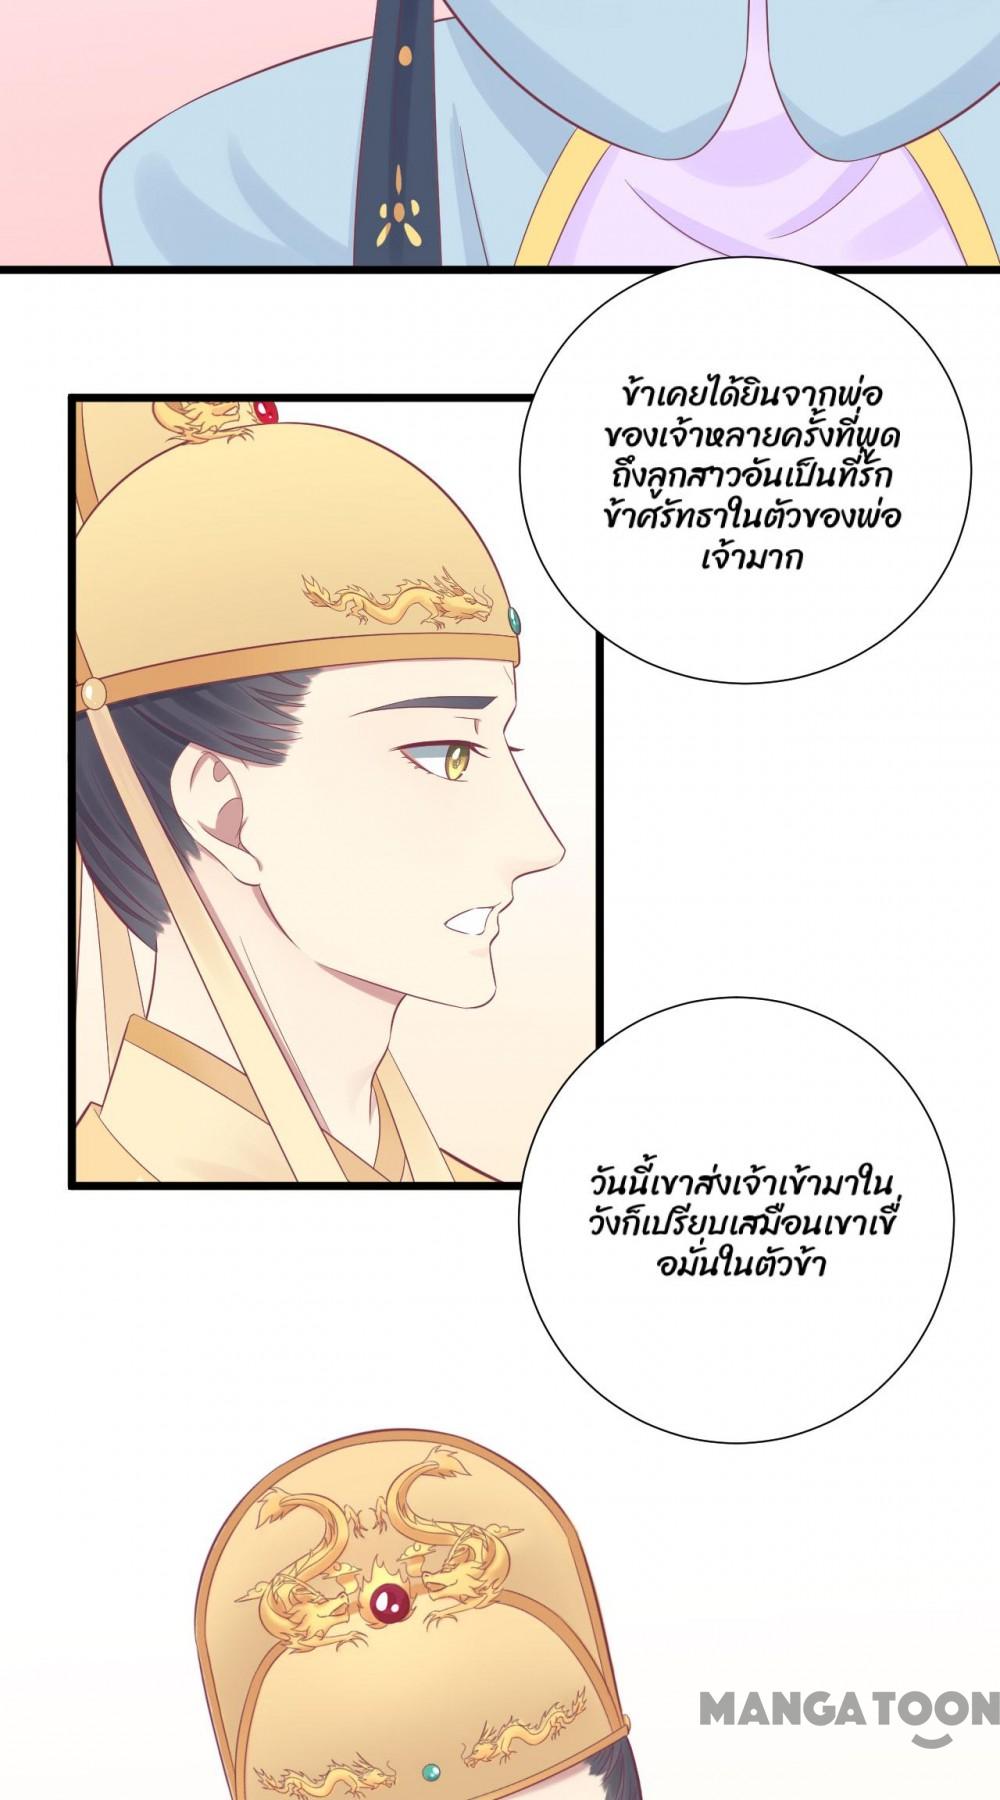 ข้าเคยได้ยินจากพ่อ
ของเจ้าหลายครั้งที่พูด
ถึงลูกสาวอันเป็นที่รัก
ข้าศรัทธาในตัวของพ่อ
เจ้ามาก
วันนี้เขาส่งเจ้าเข้ามาใน
วังก็เปรียบเสมือนเขาเชื่
อมั่นในตัวข้า
MANGATOON